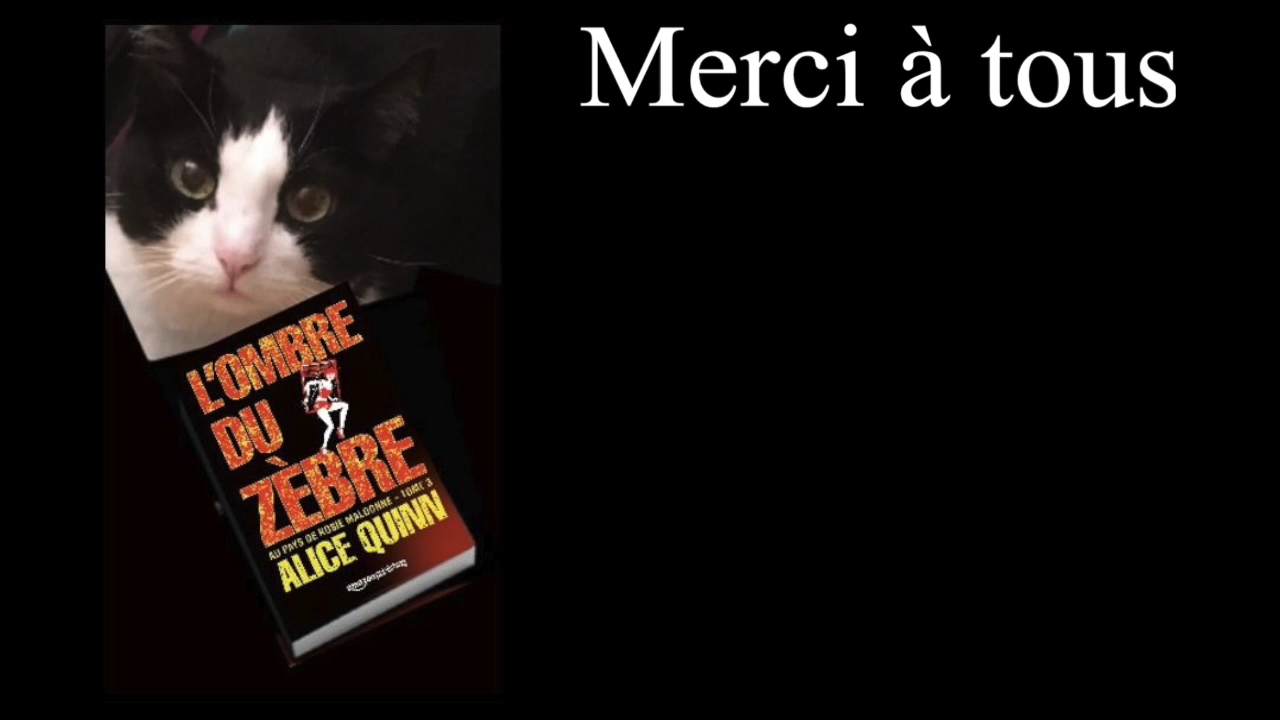 Merci à tous
L'OMBRE
DU
ZÈBRE
AU PAYS DE ROSIE MALDONNE - TOME 3
ALICE QUINN